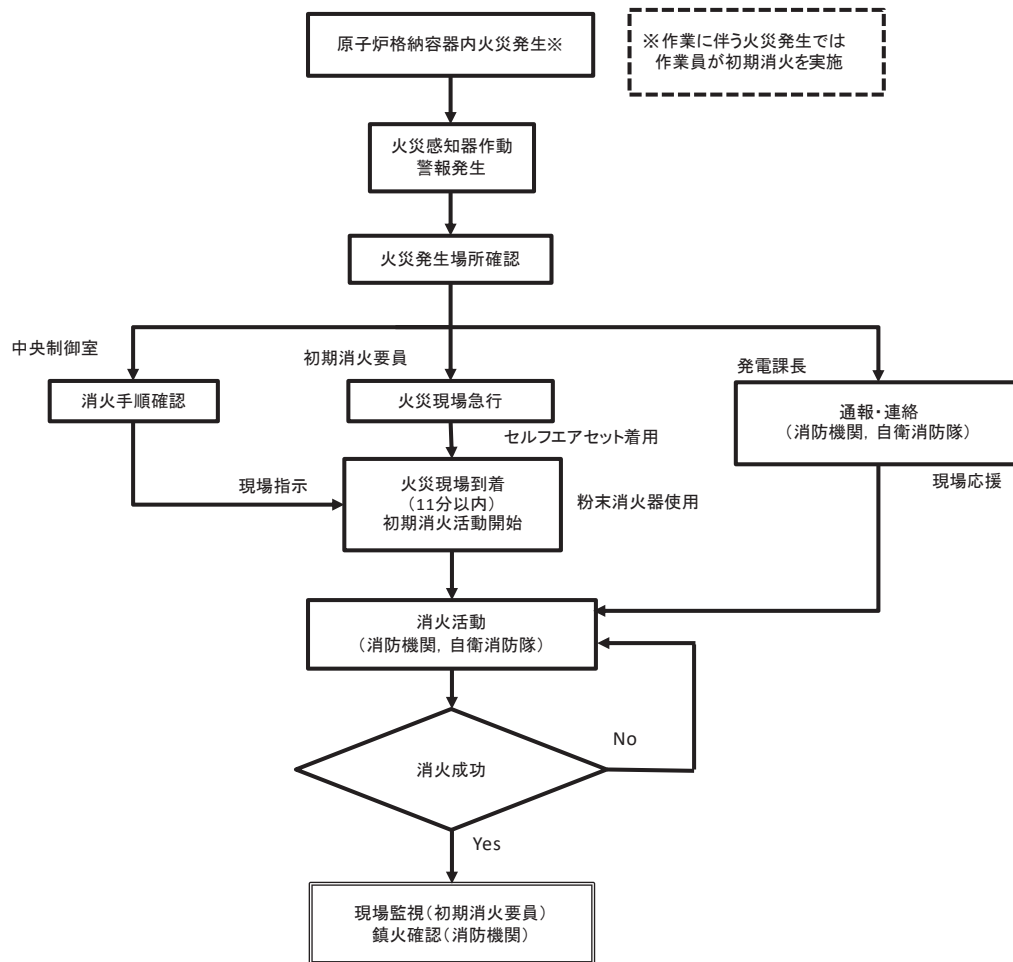 原子炉格納容器内火災発生※
※作業に伴う火災発生では
作業員が初期消火を実施
火災感知器作動
警報発生
火災発生場所確認
中央制御室
初期消火要員
発電課長
消火手順確認
火災現場急行
通報・連絡
（消防機関，自衛消防隊）
セルフエアセット着用
現場指示
火災現場到着
（11分以内）
初期消火活動開始
粉末消火器使用
現場応援
消火活動
（消防機関，自衛消防隊）
消火成功
No
Yes
現場監視（初期消火要員）
鎮火確認（消防機関）